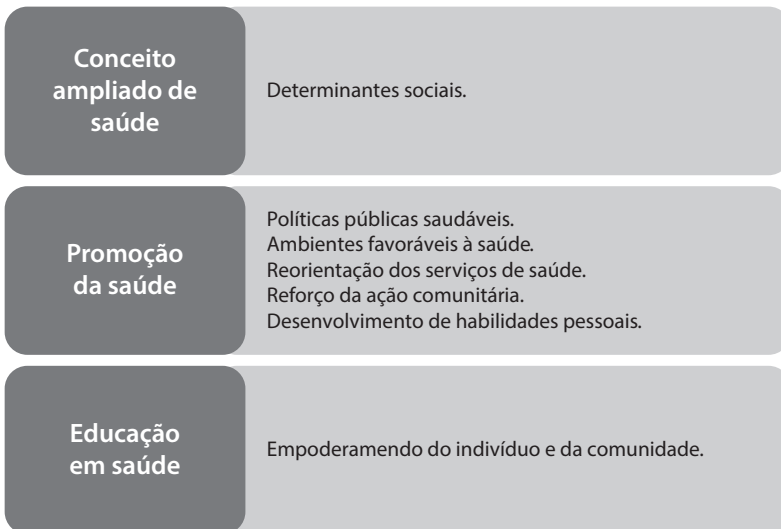 Conceito
ampliado de
saúde
Determinantes sociais.
Promoção
da saúde
Políticas públicas saudáveis.
Ambientes favoráveis à saúde.
Reorientação dos serviços de saúde.
Reforço da ação comunitária.
Desenvolvimento de habilidades pessoais.
Educação
em saúde
Empoderamendo do indivíduo e da comunidade.